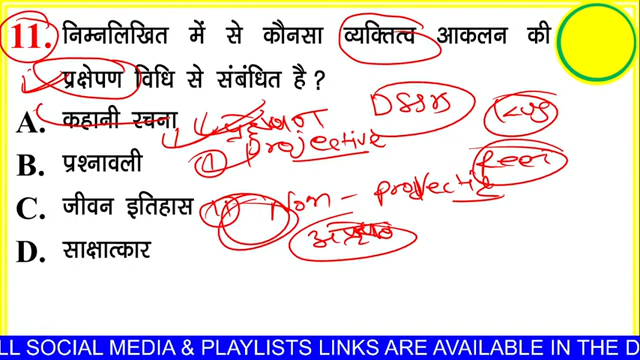 11. निम्नलिखित में से कौनसा व्यक्तित्व आकलन की
प्रक्षेपण विधि से संबंधित है ?
A. कहानी रचना
Projective
B. प्रश्नावली
C. जीवन इतिहास
Non - projective
D. साक्षात्कार
LL SOCIAL MEDIA & PLAYLISTS LINKS ARE AVAILABLE IN THE D